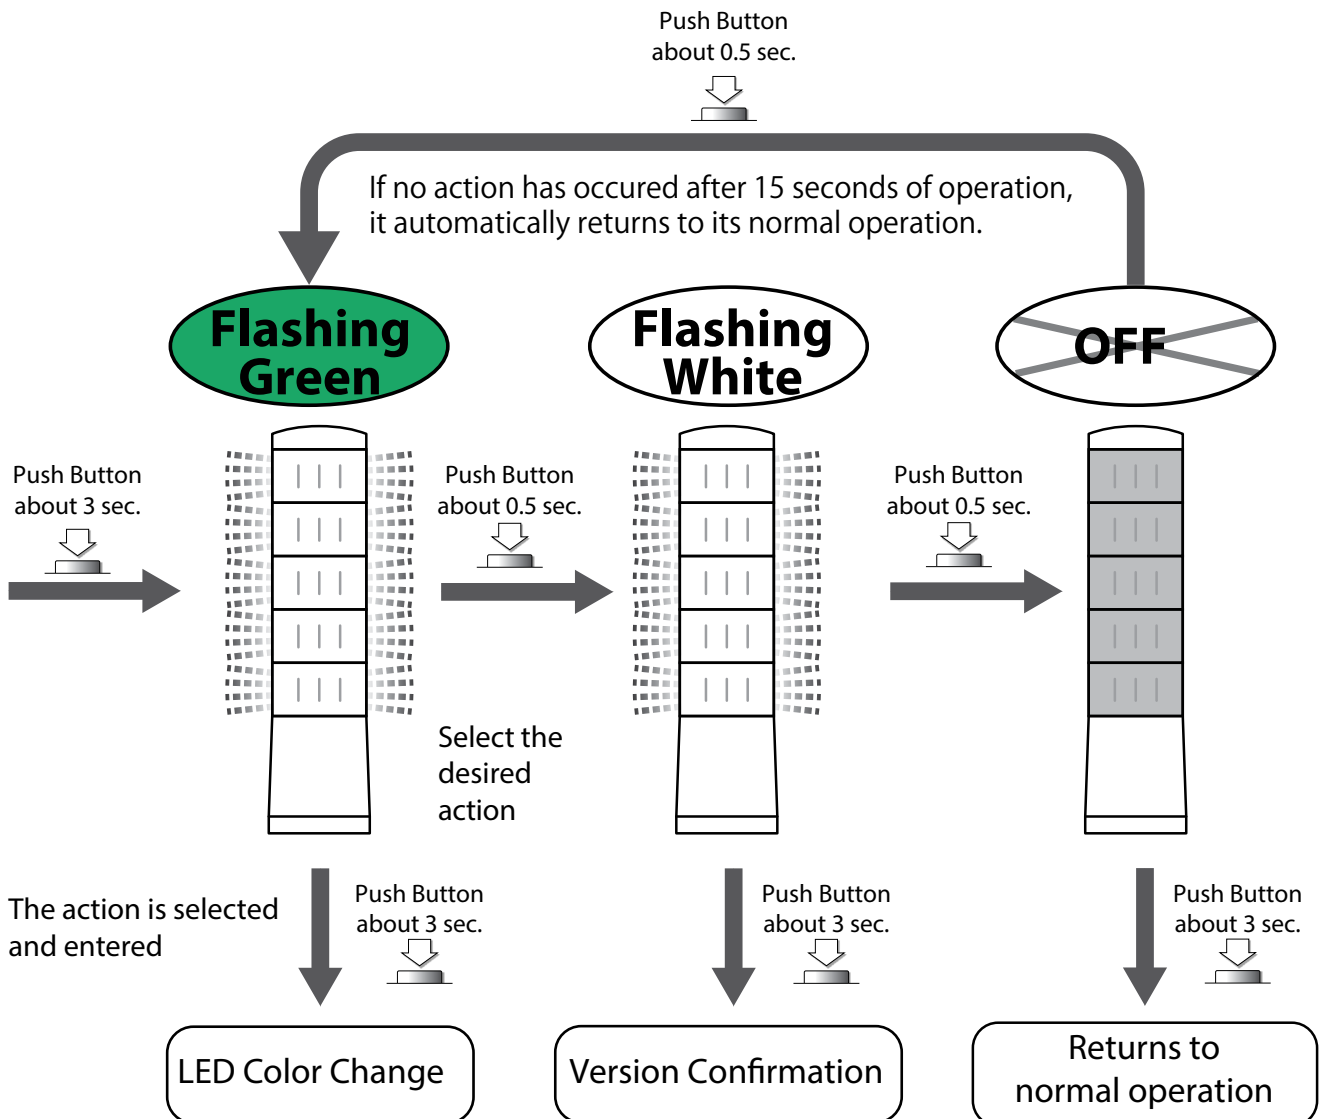 Push Button
about 0.5 sec.
If no action has occured after 15 seconds of operation,
it automatically returns to its normal operation.
Flashing
Green
Flashing
White
OFF
Push Button
about 3 sec.
Push Button
about 0.5 sec.
Push Button
about 0.5 sec.
Select the
desired
action
The action is selected
and entered
Push Button
about 3 sec.
Push Button
about 3 sec.
Push Button
about 3 sec.
LED Color Change
Version Confirmation
Returns to
normal operation